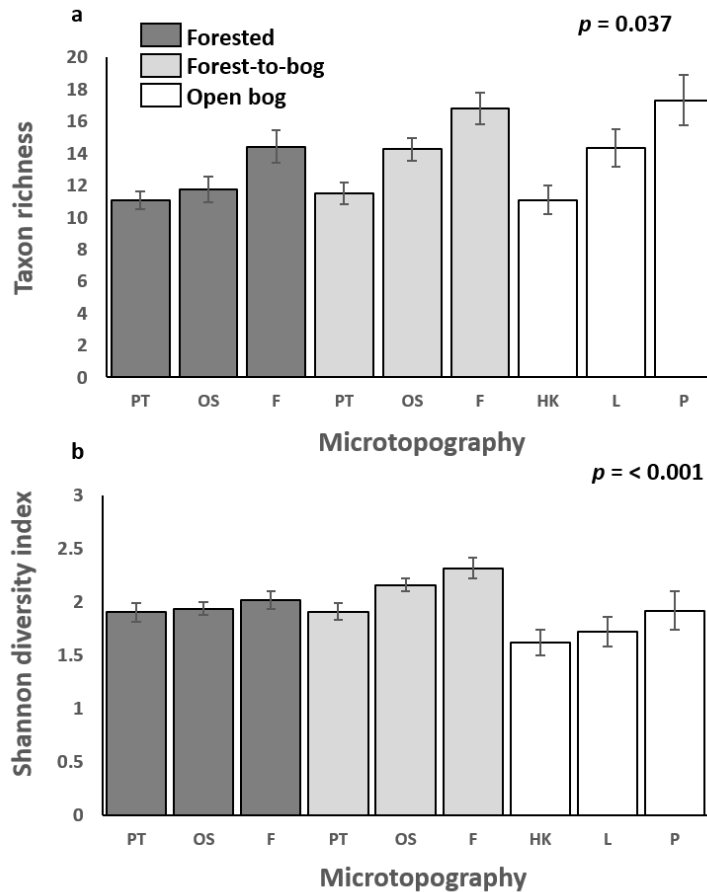 a
p = 0.037
Forested
Forest-to-bog
Open bog
20
18
16
14
12
10
8
6
4
2
0
Taxon richness
PT OS F PT OS F HK L P
Microtopography
b
p = < 0.001
3
2.5
2
1.5
1
0.5
0
Shannon diversity index
PT OS F PT OS F HK L P
Microtopography